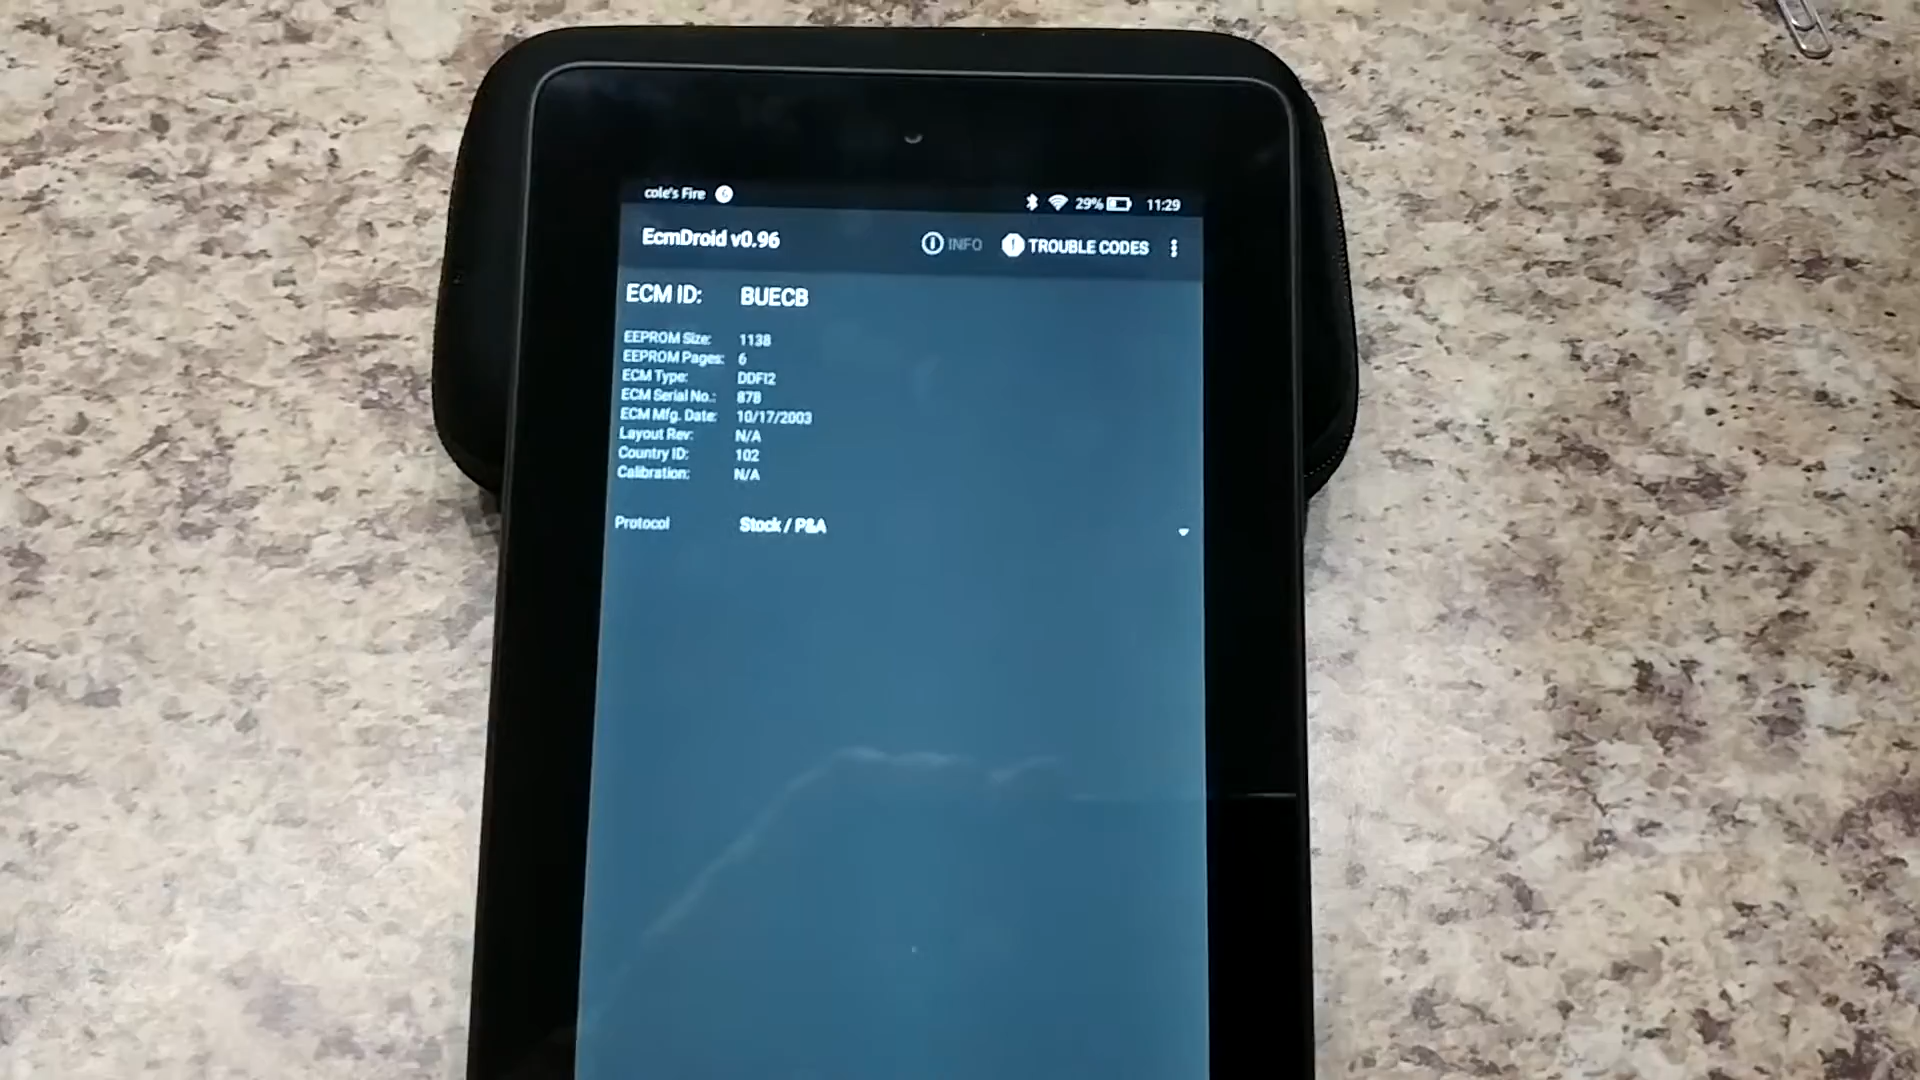 cole's Fire 29% 11:29
EcmDroid v0.96 INFO TROUBLE CODES
ECM ID: BUECB
EEPROM Size: 1138
EEPROM Pages: 6
ECM Type: DDFI2
ECM Serial No.: 878
ECM Mfg. Date: 10/17/2003
Layout Rev: N/A
Country ID: 102
Calibration: N/A
Protocol Stock / P&A